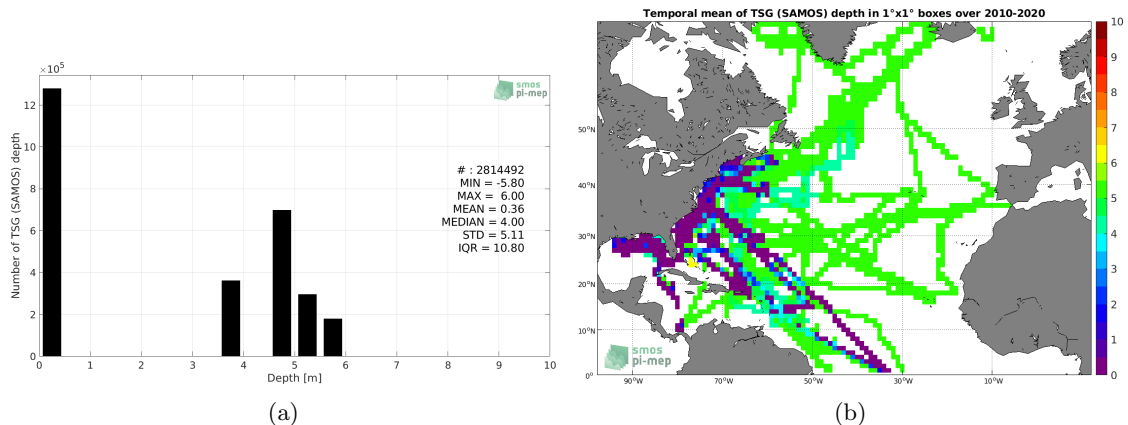 ×10⁵
12
10
8
6
4
2
0
Number of TSG (SAMOS) depth
0 1 2 3 4 5 6 7 8 9 10
Depth [m]
smos
pi-mep
# : 2814492
MIN = -5.80
MAX = 6.00
MEAN = 0.36
MEDIAN = 4.00
STD = 5.11
IQR = 10.80
(a)
Temporal mean of TSG (SAMOS) depth in 1°x1° boxes over 2010-2020
50°N
40°N
30°N
20°N
10°N
0°
90°W 70°W 50°W 30°W 10°W
smos
pi-mep
10
9
8
7
6
5
4
3
2
1
0
(b)